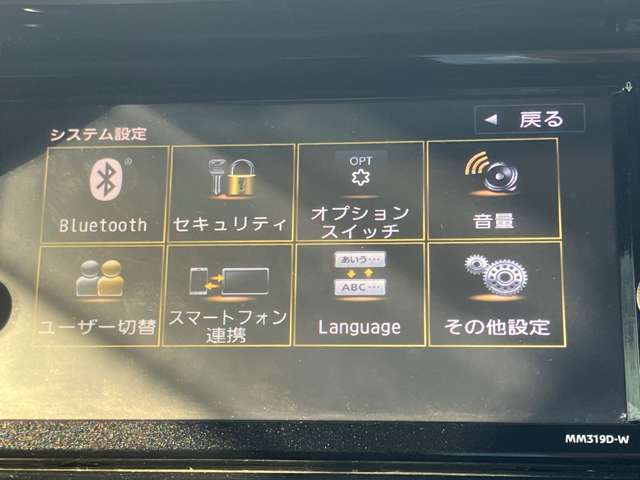 システム設定
◀ 戻る
Bluetooth®
セキュリティ
OPT
オプション
スイッチ
音量
ユーザー切替
スマートフォン
連携
あいう…
ABC…
Language
その他設定
MM319D-W